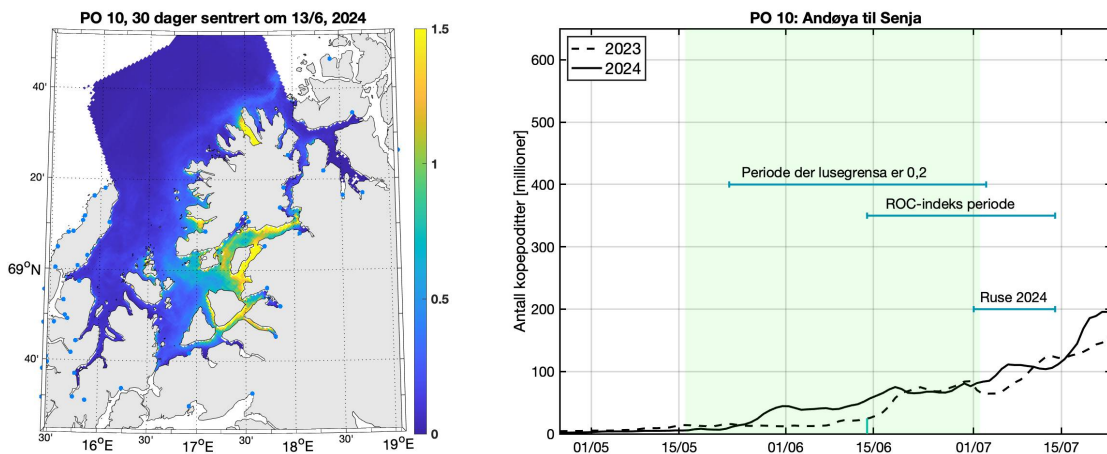 PO 10, 30 dager sentrert om 13/6, 2024
40'
20'
69°N
40'
30'
16°E
30'
17°E
30'
18°E
30'
19°E
1.5
1
0.5
0
PO 10: Andøya til Senja
2023
2024
Antall kopepoditter [millioner]
600
500
400
300
200
100
0
Periode der lusegrensa er 0,2
ROC-indeks periode
Ruse 2024
01/05
15/05
01/06
15/06
01/07
15/07